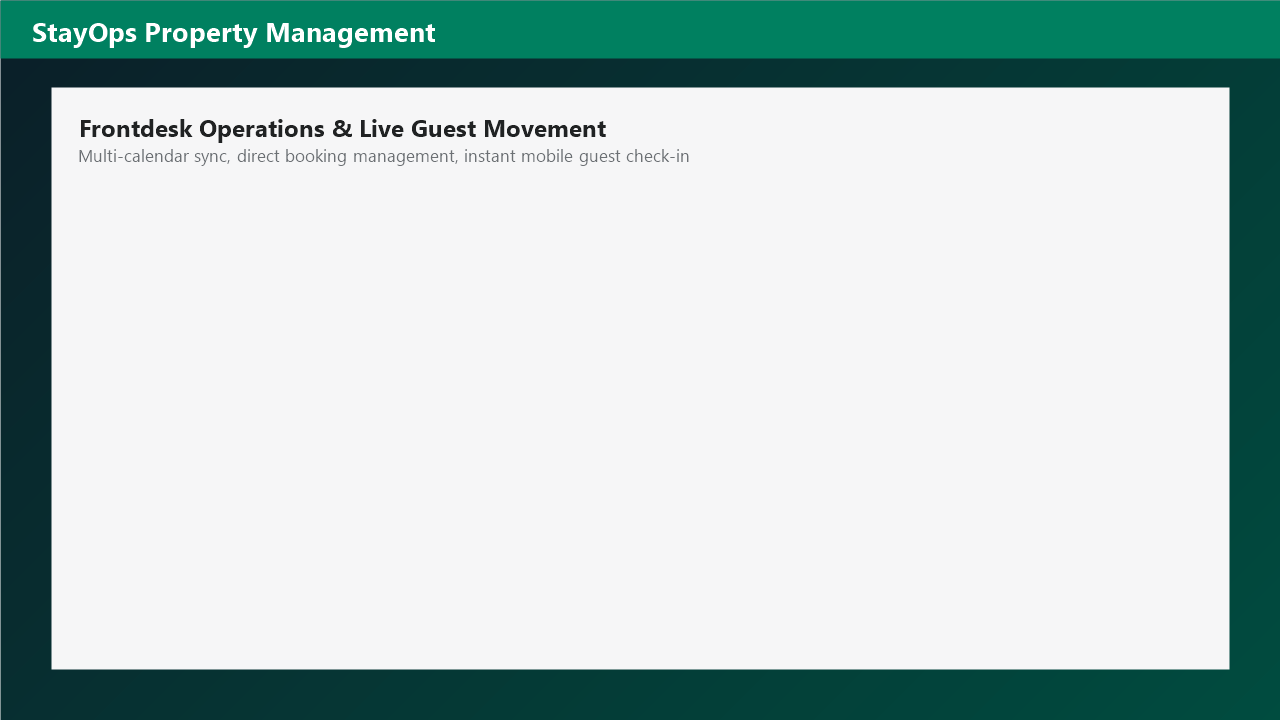 StayOps Property Management
Frontdesk Operations & Live Guest Movement
Multi-calendar sync, direct booking management, instant mobile guest check-in